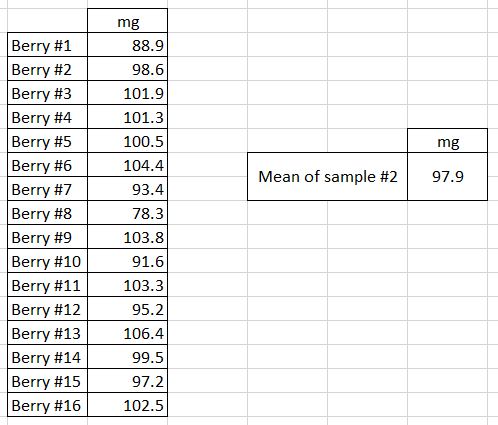 mg
Berry #1 88.9
Berry #2 98.6
Berry #3 101.9
Berry #4 101.3
Berry #5 100.5
Berry #6 104.4
Berry #7 93.4
Berry #8 78.3
Berry #9 103.8
Berry #10 91.6
Berry #11 103.3
Berry #12 95.2
Berry #13 106.4
Berry #14 99.5
Berry #15 97.2
Berry #16 102.5
mg
Mean of sample #2 97.9